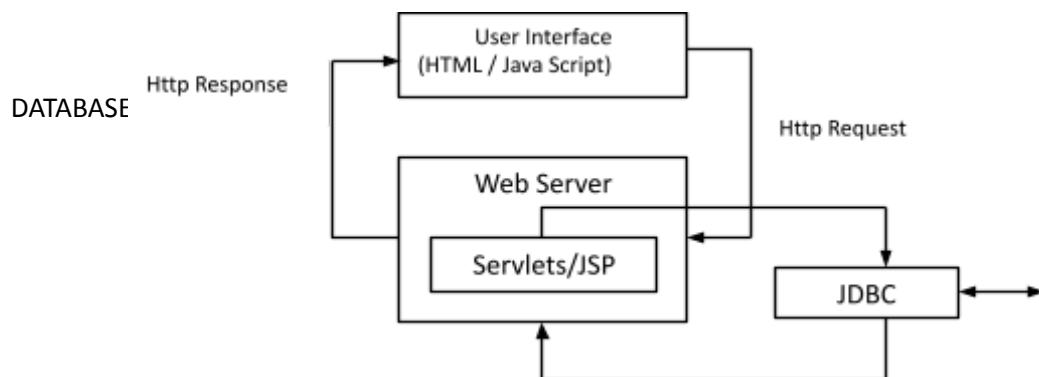 User Interface
(HTML / Java Script)
Http Response
DATABASE
Http Request
Web Server
Servlets/JSP
JDBC